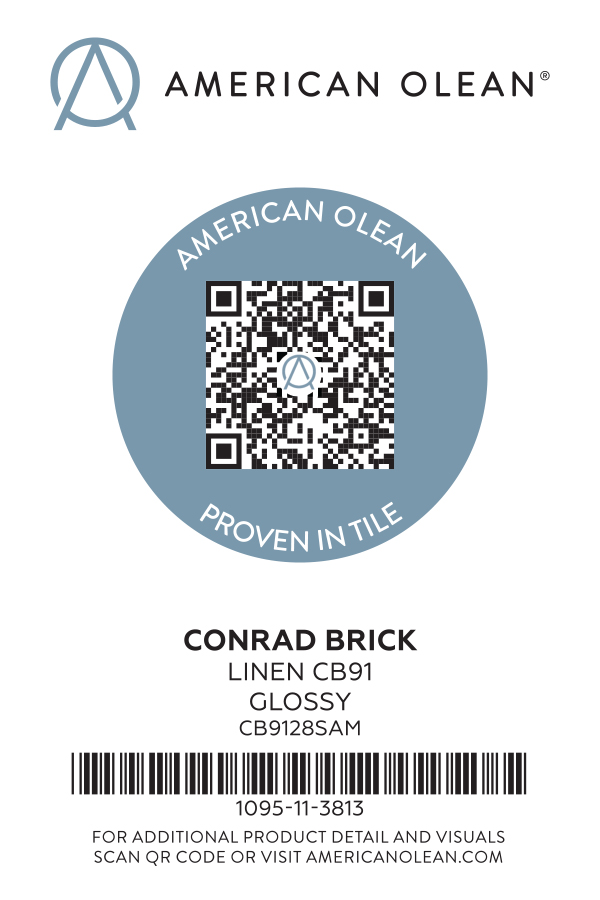 AMERICAN OLEAN®
AMERICAN OLEAN
PROVEN IN TILE
CONRAD BRICK
LINEN CB91
GLOSSY
CB9128SAM
1095-11-3813
FOR ADDITIONAL PRODUCT DETAIL AND VISUALS
SCAN QR CODE OR VISIT AMERICANOLEAN.COM